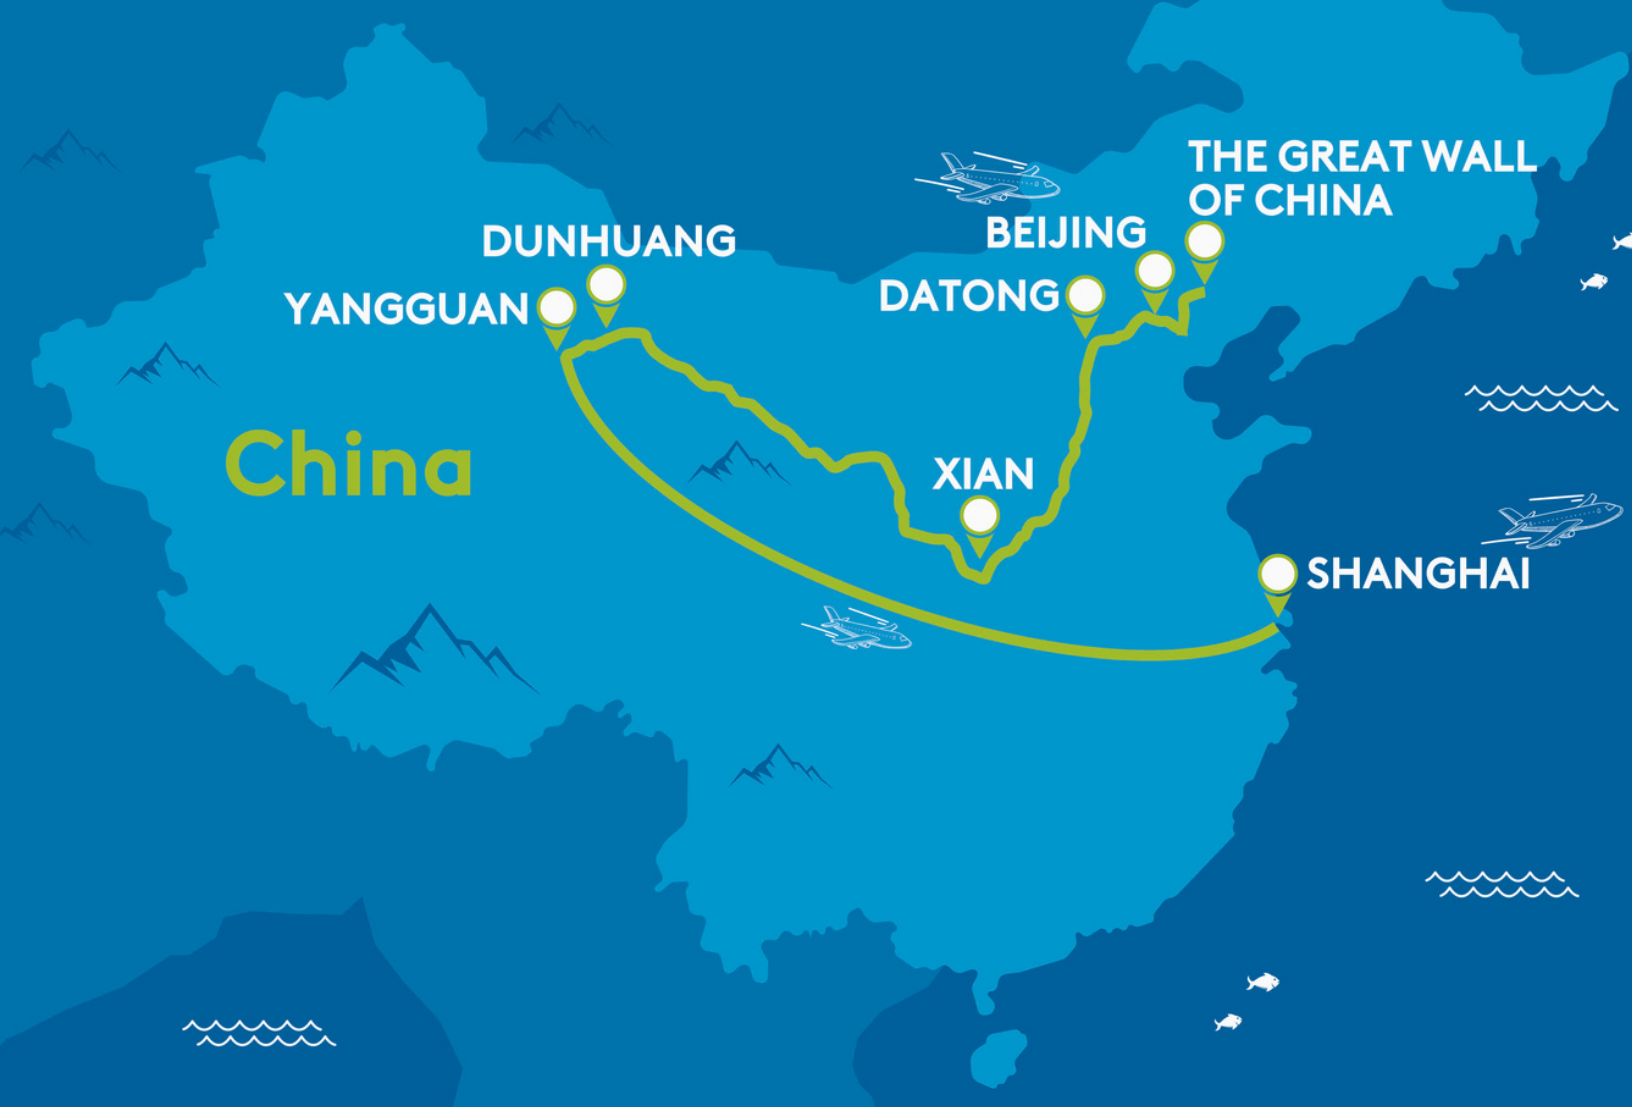 THE GREAT WALL
OF CHINA
BEIJING
DUNHUANG
DATONG
YANGGUAN
China
XIAN
SHANGHAI